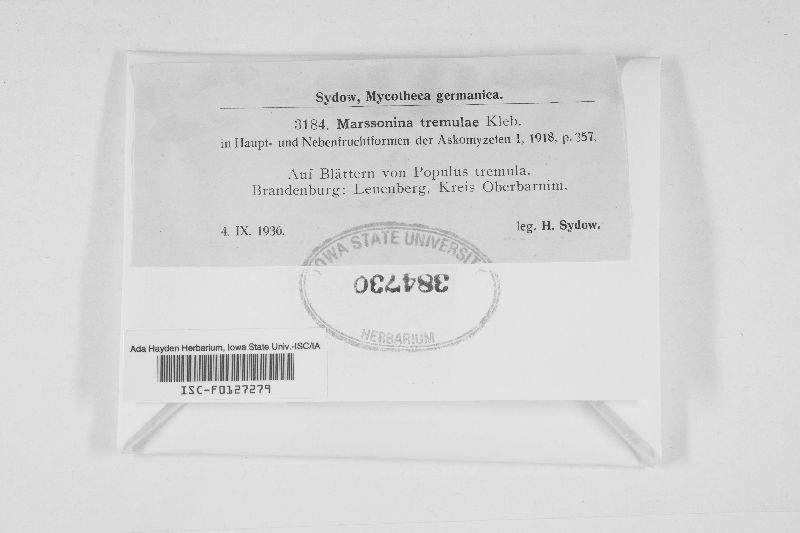 Sydow, Mycotheca germanica.
3184. Marssonina tremulae Kleb.
in Haupt- und Nebenfruchtformen der Askomyzeten I, 1918, p. 357.
Auf Blättern von Populus tremula.
Brandenburg: Leuenberg, Kreis Oberbarnim.
4. IX. 1936.
leg. H. Sydow.
IOWA STATE UNIVERSITY
384730
HERBARIUM
Ada Hayden Herbarium, Iowa State Univ.-ISC/IA
ISC-F0127279